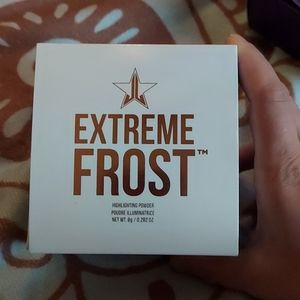 EXTREME
FROST™
HIGHLIGHTING POWDER
POUDRE ILLUMINATRICE
NET WT. 8g / 0.282 OZ